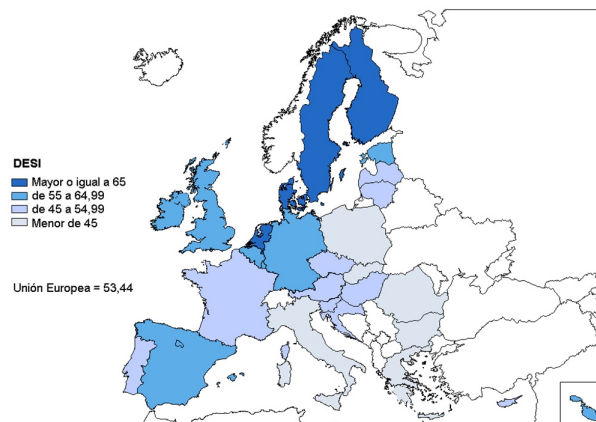 DESI
Mayor o igual a 65
de 55 a 64,99
de 45 a 54,99
Menor de 45
Unión Europea = 53,44